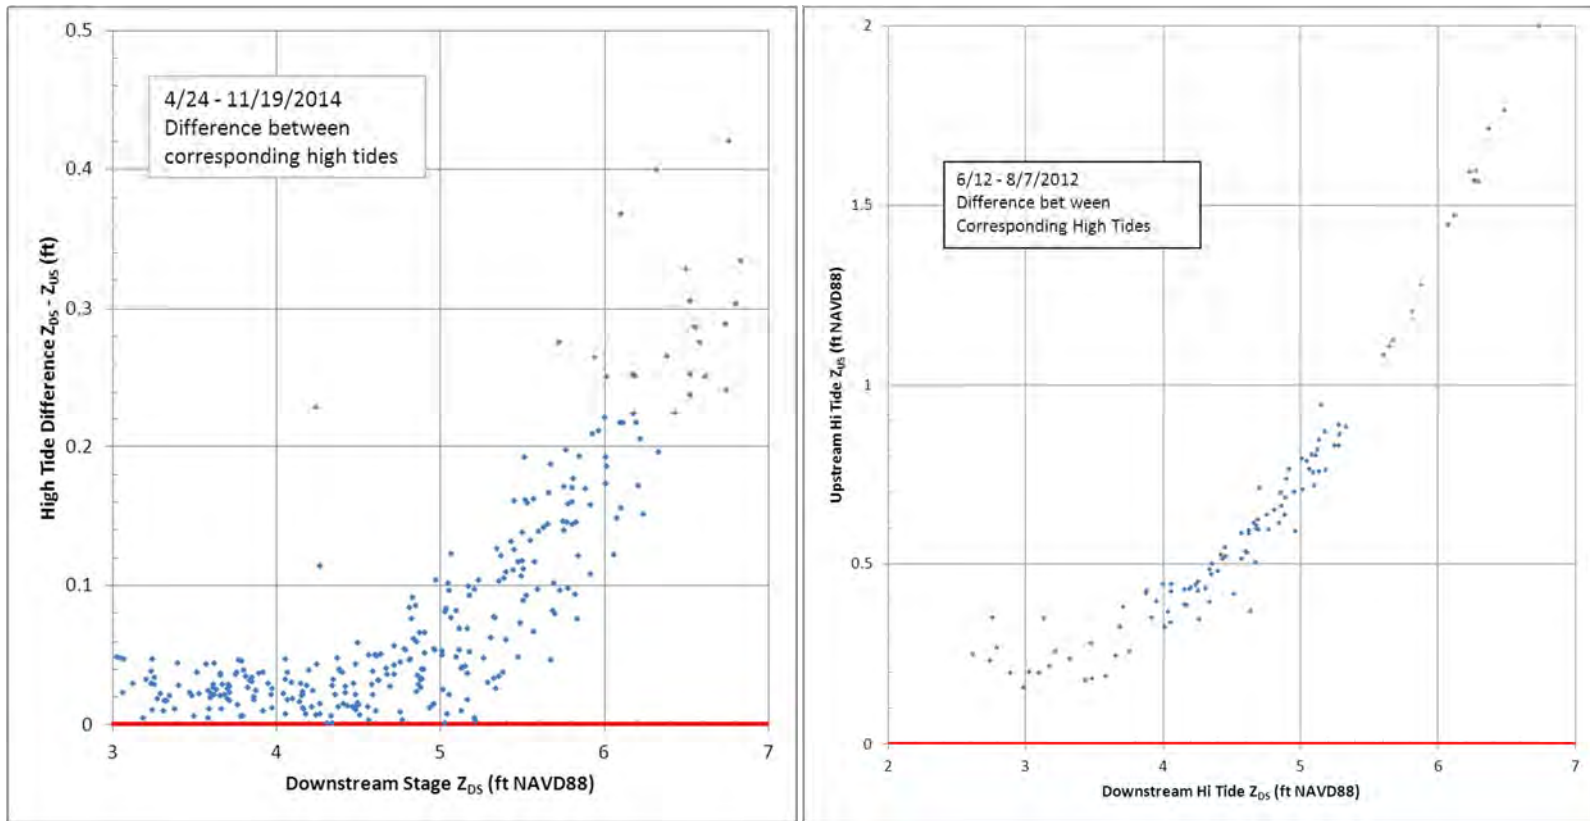 0.5
4/24 - 11/19/2014
Difference between
corresponding high tides
0.4
0.3
0.2
0.1
0
3 4 5 6 7
High Tide Difference Z_DS - Z_US (ft)
Downstream Stage Z_DS (ft NAVD88)
2
6/12 - 8/7/2012
Difference bet ween
Corresponding High Tides
1.5
1
0.5
0
2 3 4 5 6 7
Upstream Hi Tide Z_US (ft NAVD88)
Downstream Hi Tide Z_DS (ft NAVD88)